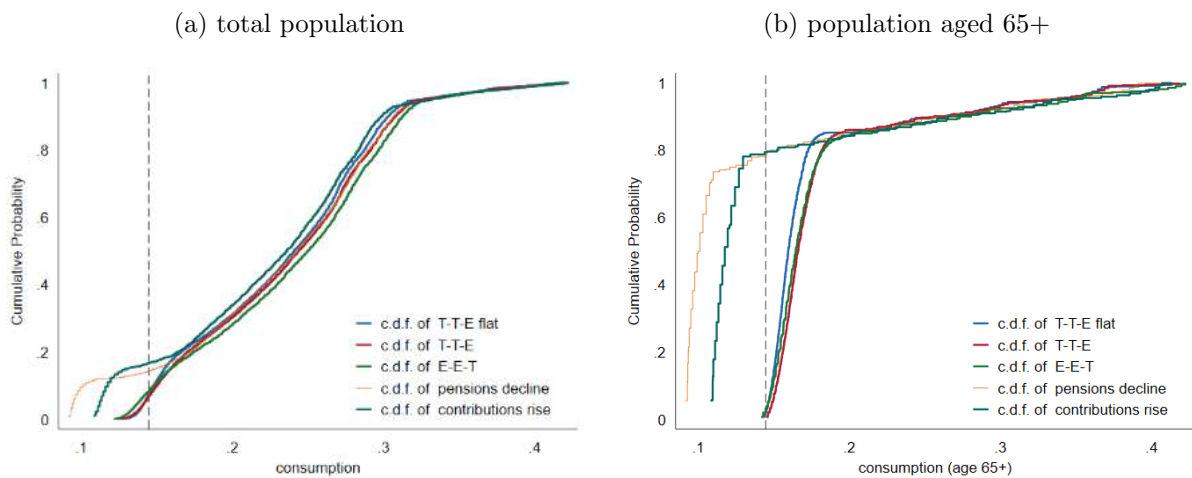 (a) total population
Cumulative Probability
1
.8
.6
.4
.2
0
.1
.2
.3
.4
consumption
c.d.f. of T-T-E flat
c.d.f. of T-T-E
c.d.f. of E-E-T
c.d.f. of pensions decline
c.d.f. of contributions rise
(b) population aged 65+
Cumulative Probability
1
.8
.6
.4
.2
0
.1
.2
.3
.4
consumption (age 65+)
c.d.f. of T-T-E flat
c.d.f. of T-T-E
c.d.f. of E-E-T
c.d.f. of pensions decline
c.d.f. of contributions rise